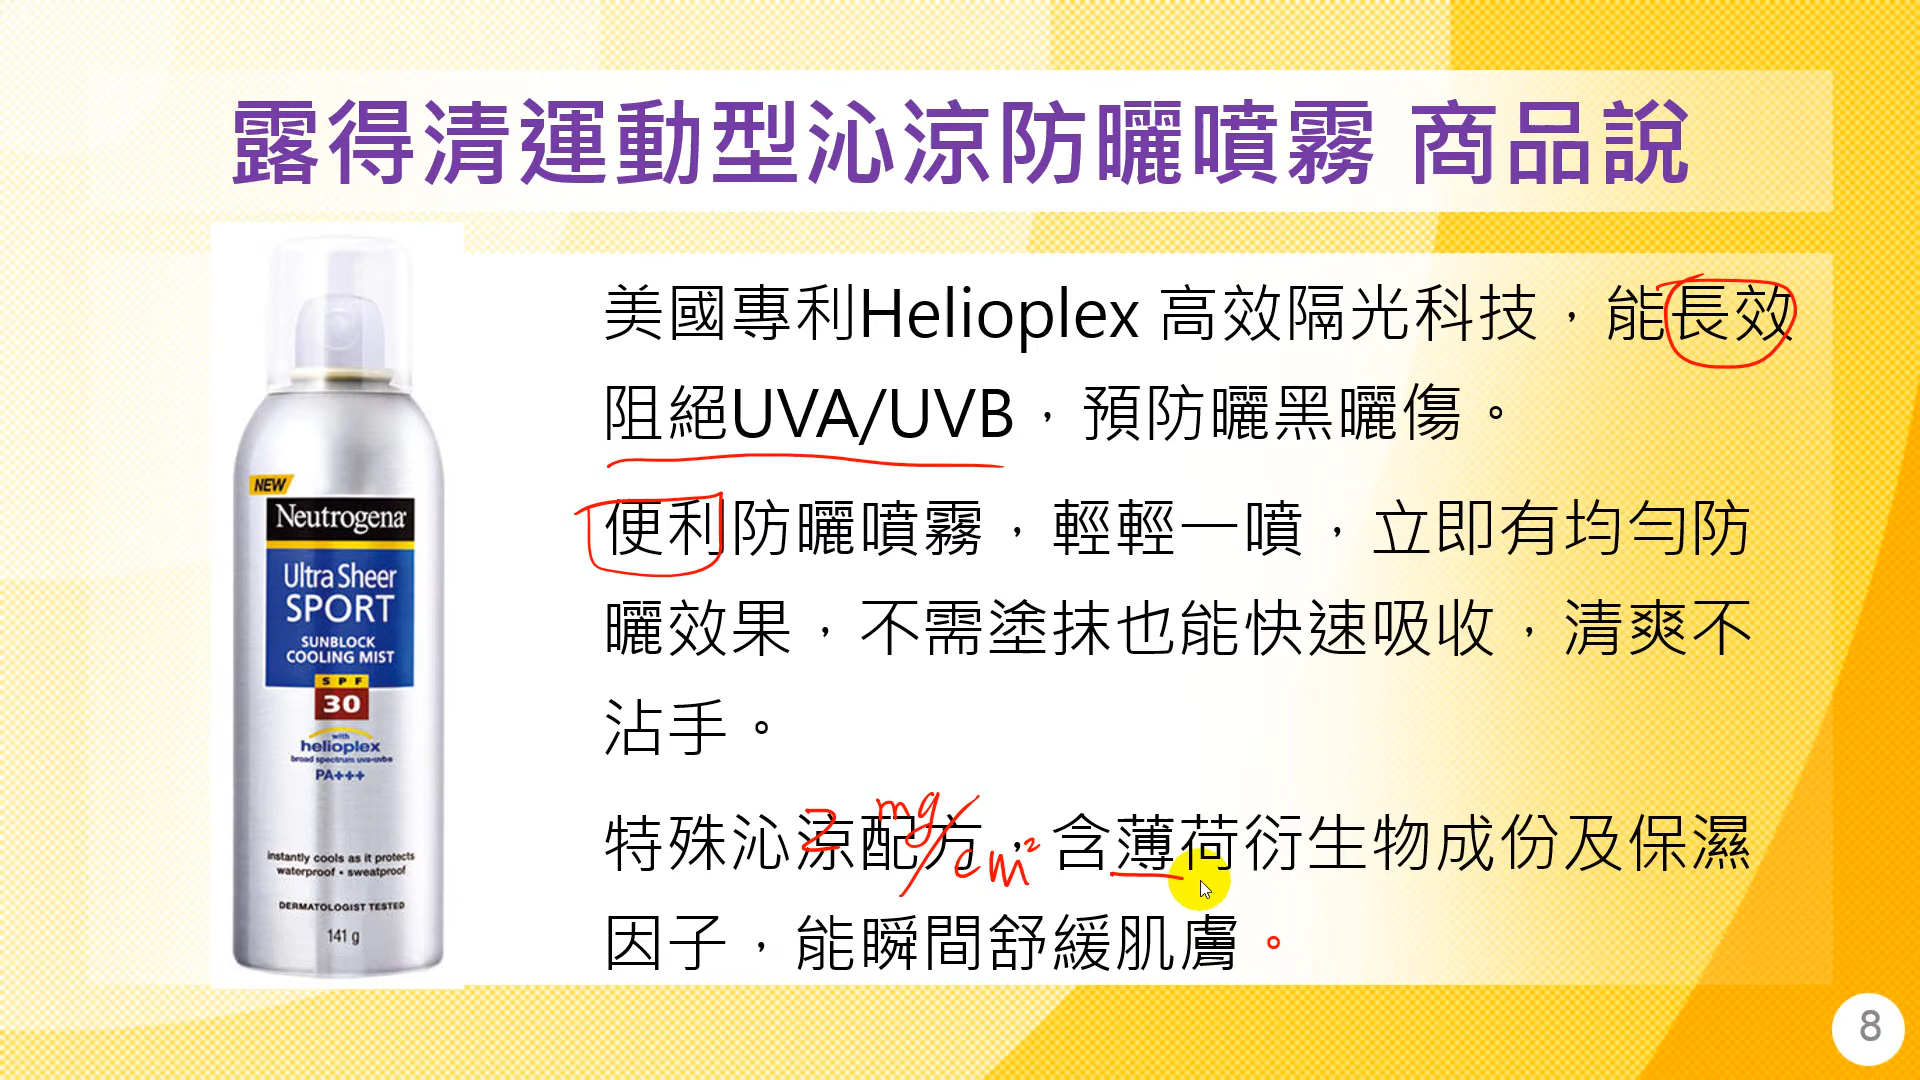 露得清運動型沁涼防曬噴霧 商品說
美國專利Helioplex 高效隔光科技，能長效
阻絕UVA/UVB，預防曬黑曬傷。
便利防曬噴霧，輕輕一噴，立即有均勻防
曬效果，不需塗抹也能快速吸收，清爽不
沾手。
特殊沁涼配方，含薄荷衍生物成份及保濕
因子，能瞬間舒緩肌膚。
2 mg/cm²
NEW
Neutrogena
Ultra Sheer
SPORT
SUNBLOCK
COOLING MIST
SPF
30
with
helioplex
broad spectrum uva-uvb
PA+++
instantly cools as it protects
waterproof • sweatproof
DERMATOLOGIST TESTED
141 g
8